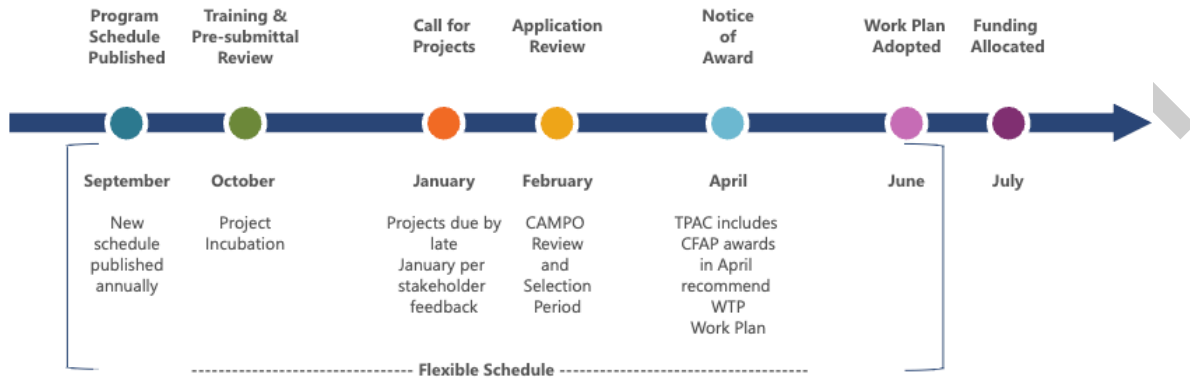 Program
Schedule
Published
Training &
Pre-submittal
Review
Call for
Projects
Application
Review
Notice
of
Award
Work Plan
Adopted
Funding
Allocated
September
New
schedule
published
annually
October
Project
Incubation
January
Projects due by
late
January per
stakeholder
feedback
February
CAMPO
Review
and
Selection
Period
April
TPAC includes
CFAP awards
in April
recommend
WTP
Work Plan
June
July
-------------------------------- Flexible Schedule ------------------------------------